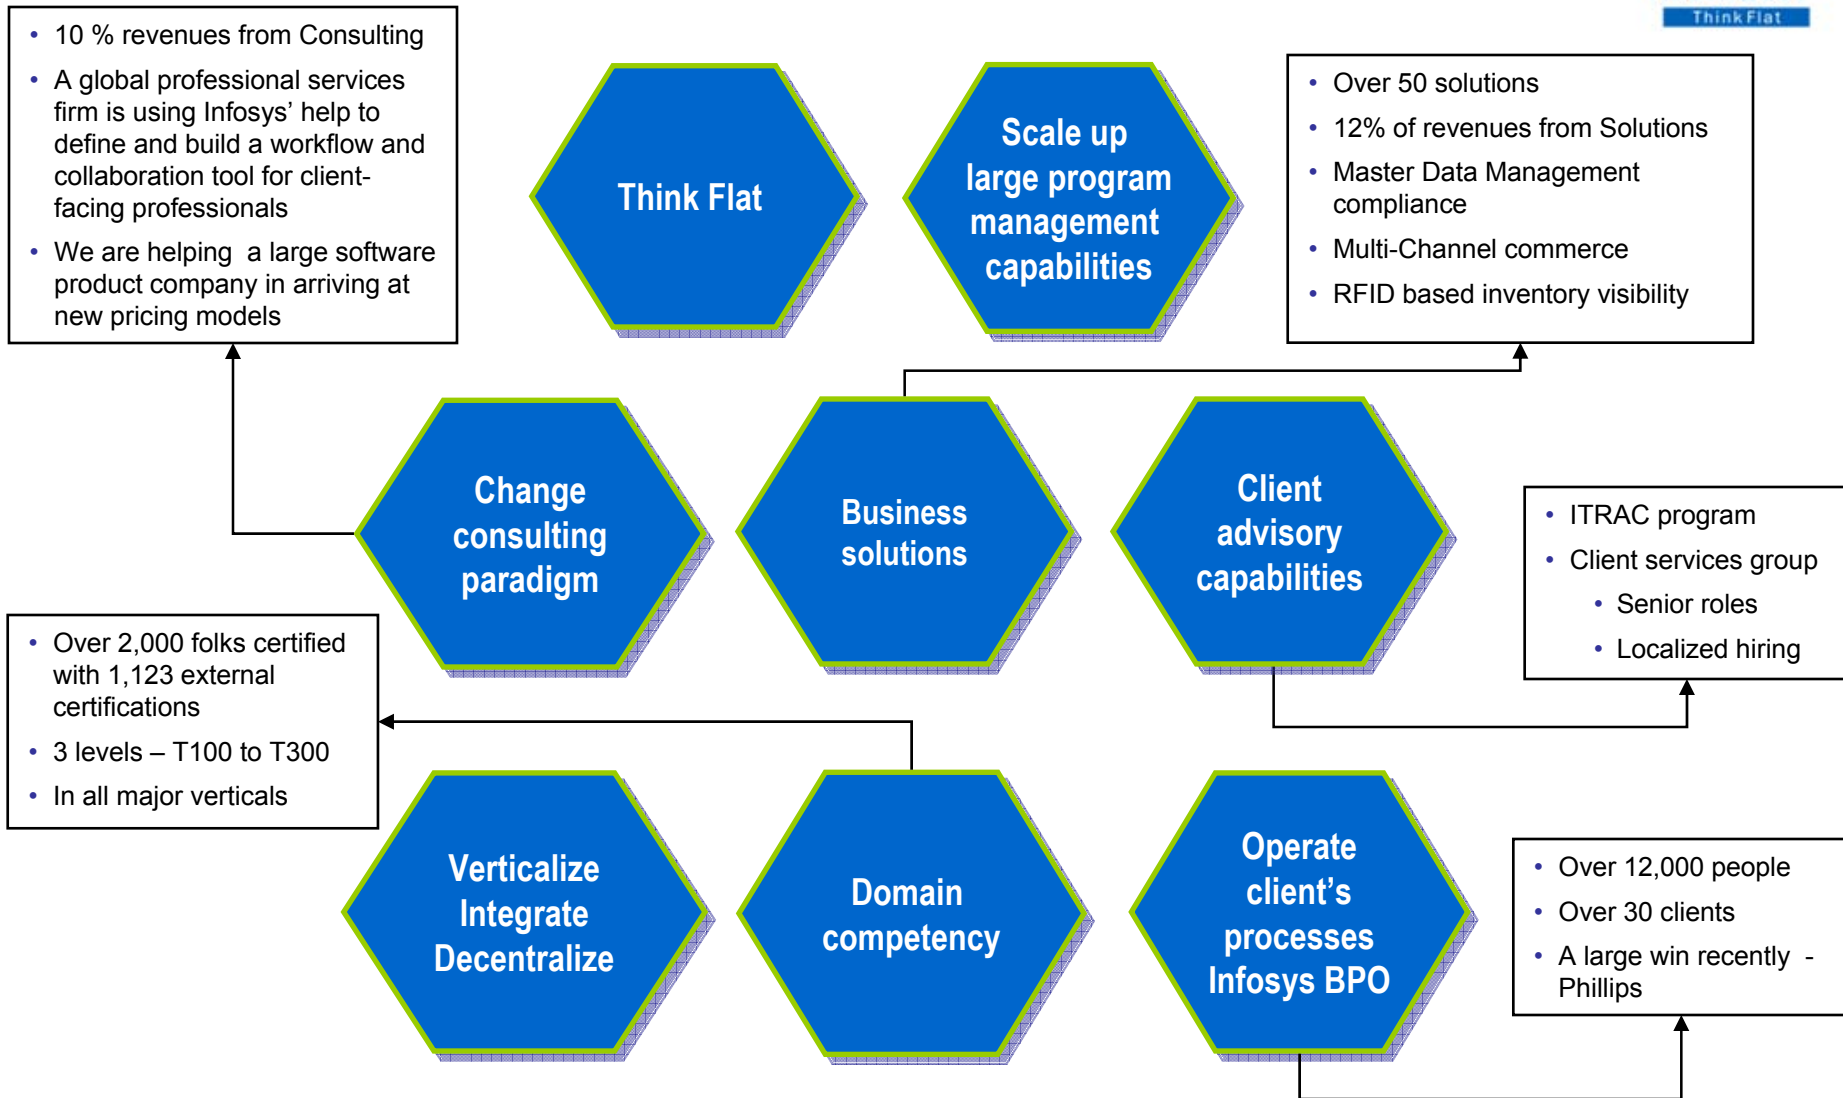 Think Flat
• 10 % revenues from Consulting
• A global professional services
firm is using Infosys’ help to
define and build a workflow and
collaboration tool for client-
facing professionals
• We are helping a large software
product company in arriving at
new pricing models
Think Flat
Scale up
large program
management
capabilities
• Over 50 solutions
• 12% of revenues from Solutions
• Master Data Management
compliance
• Multi-Channel commerce
• RFID based inventory visibility
Change
consulting
paradigm
Business
solutions
Client
advisory
capabilities
• ITRAC program
• Client services group
• Senior roles
• Localized hiring
• Over 2,000 folks certified
with 1,123 external
certifications
• 3 levels – T100 to T300
• In all major verticals
Verticalize
Integrate
Decentralize
Domain
competency
Operate
client’s
processes
Infosys BPO
• Over 12,000 people
• Over 30 clients
• A large win recently -
Phillips